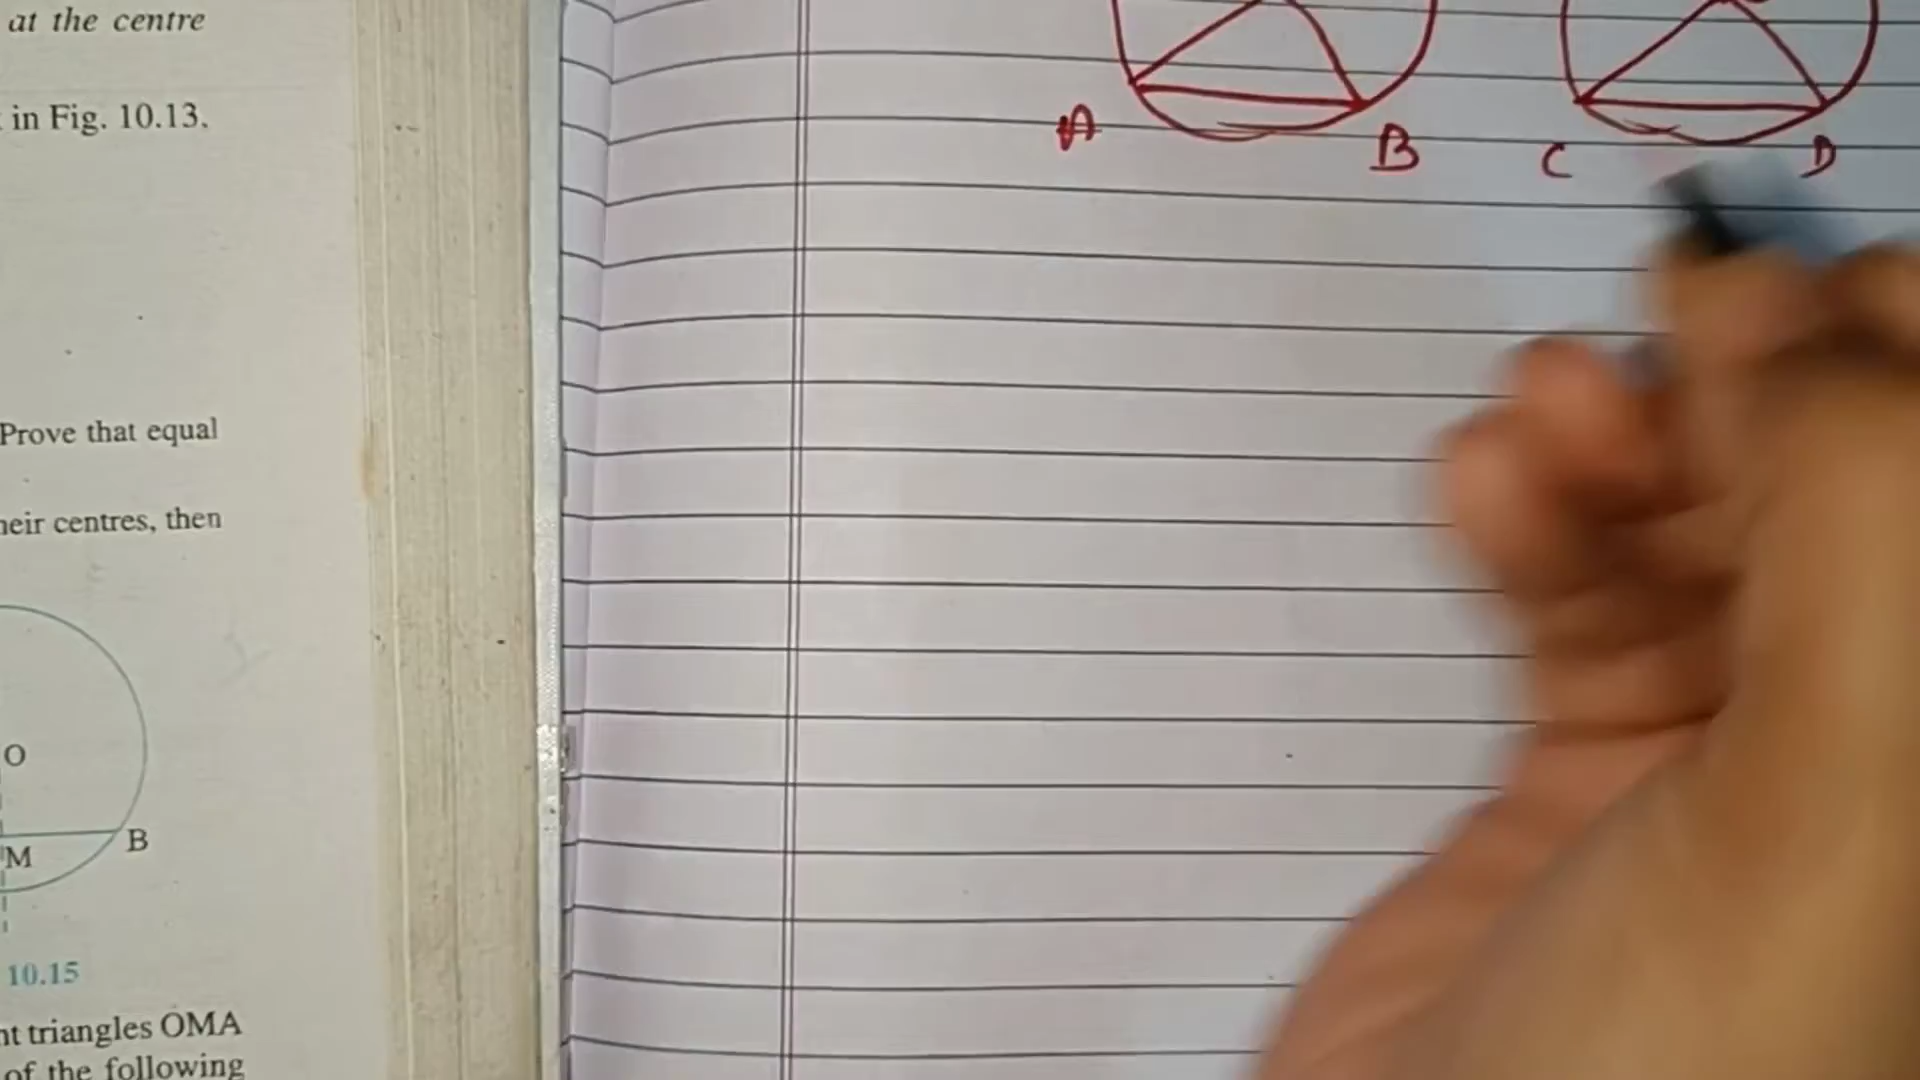 at the centre
in Fig. 10.13.
Prove that equal
heir centres, then
O
B
M
10.15
nt triangles OMA
of the following
A
B
C
D